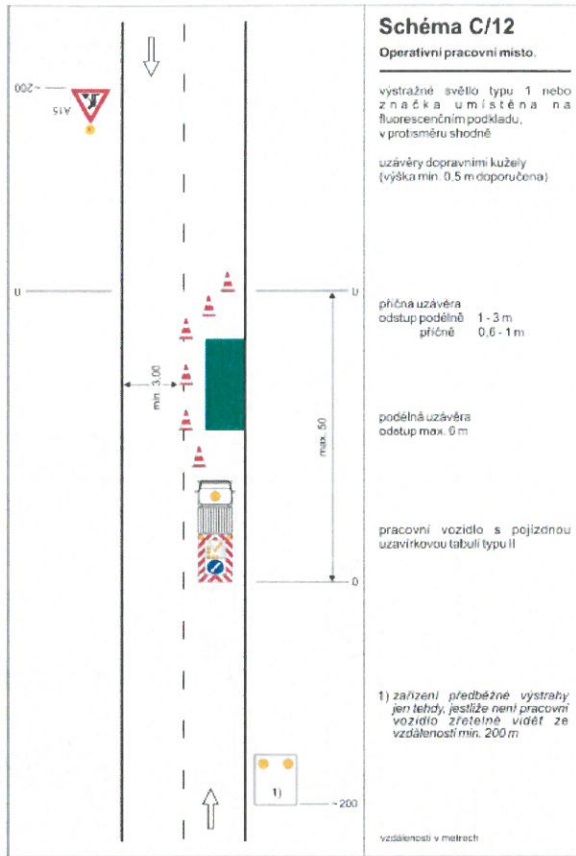 Schéma C/12
Operativní pracovní místo.
výstražné světlo typu 1 nebo
značka umístěna na
fluorescenčním podkladu,
v protisměru shodně
uzávěry dopravními kužely
(výška min. 0,5 m doporučena)
příčná uzávěra
odstup podélně 1 - 3 m
příčně 0,6 - 1 m
podélná uzávěra
odstup max. 6 m
pracovní vozidlo s pojízdnou
uzavírkovou tabulí typu II
1) zařízení předběžné výstrahy
jen tehdy, jestliže není pracovní
vozidlo zřetelně vidět ze
vzdálenosti min. 200 m
vzdálenosti v metrech
~200
A15
0
0
min. 3,00
max. 50
0
1)
~200